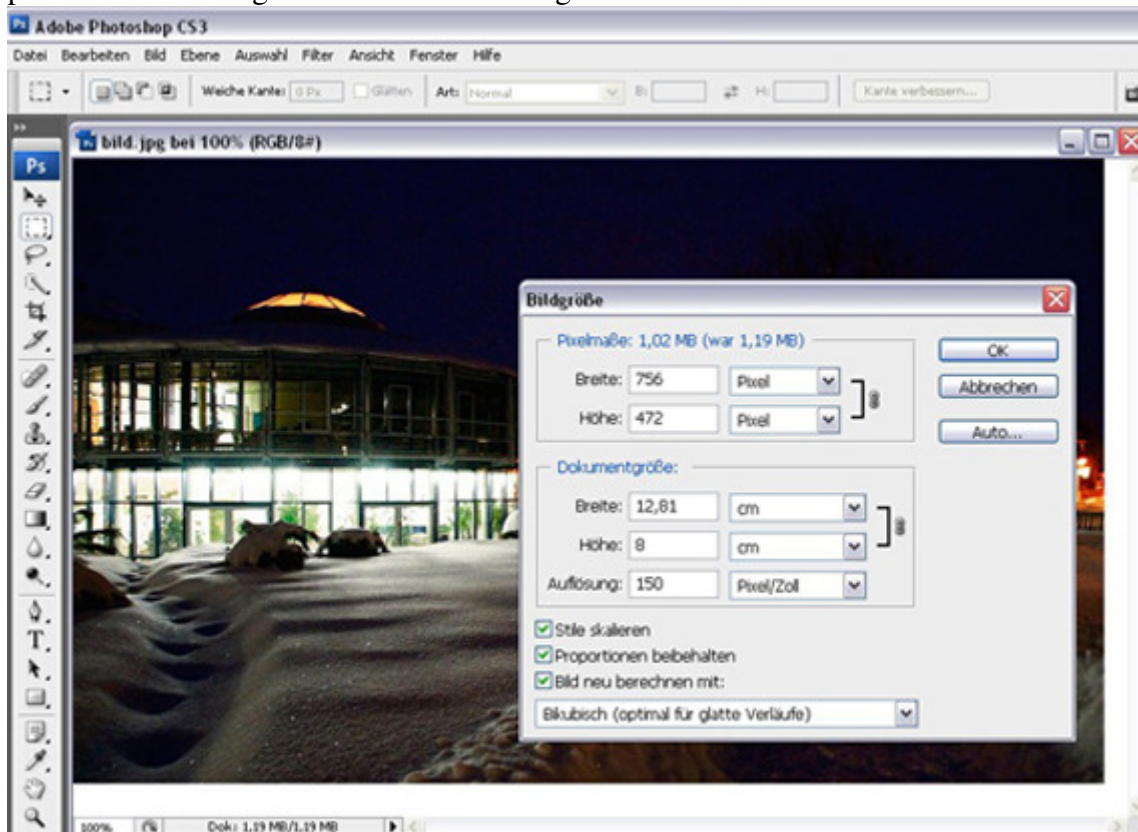 Ps Adobe Photoshop CS3
Datei Bearbeiten Bild Ebene Auswahl Filter Ansicht Fenster Hilfe
Weiche Kante: 0 Px Glätten Art: Normal B: H: Kante verbessern...
bild.jpg bei 100% (RGB/8#)
Ps
Bildgröße
Pixelmaße: 1,02 MB (war 1,19 MB)
OK
Breite: 756 Pixel
Abbrechen
Höhe: 472 Pixel
Auto...
Dokumentgröße:
Breite: 12,81 cm
Höhe: 8 cm
Auflösung: 150 Pixel/Zoll
Stile skalieren
Proportionen beibehalten
Bild neu berechnen mit:
Bikubisch (optimal für glatte Verläufe)
T
100% Dok: 1,19 MB/1,19 MB